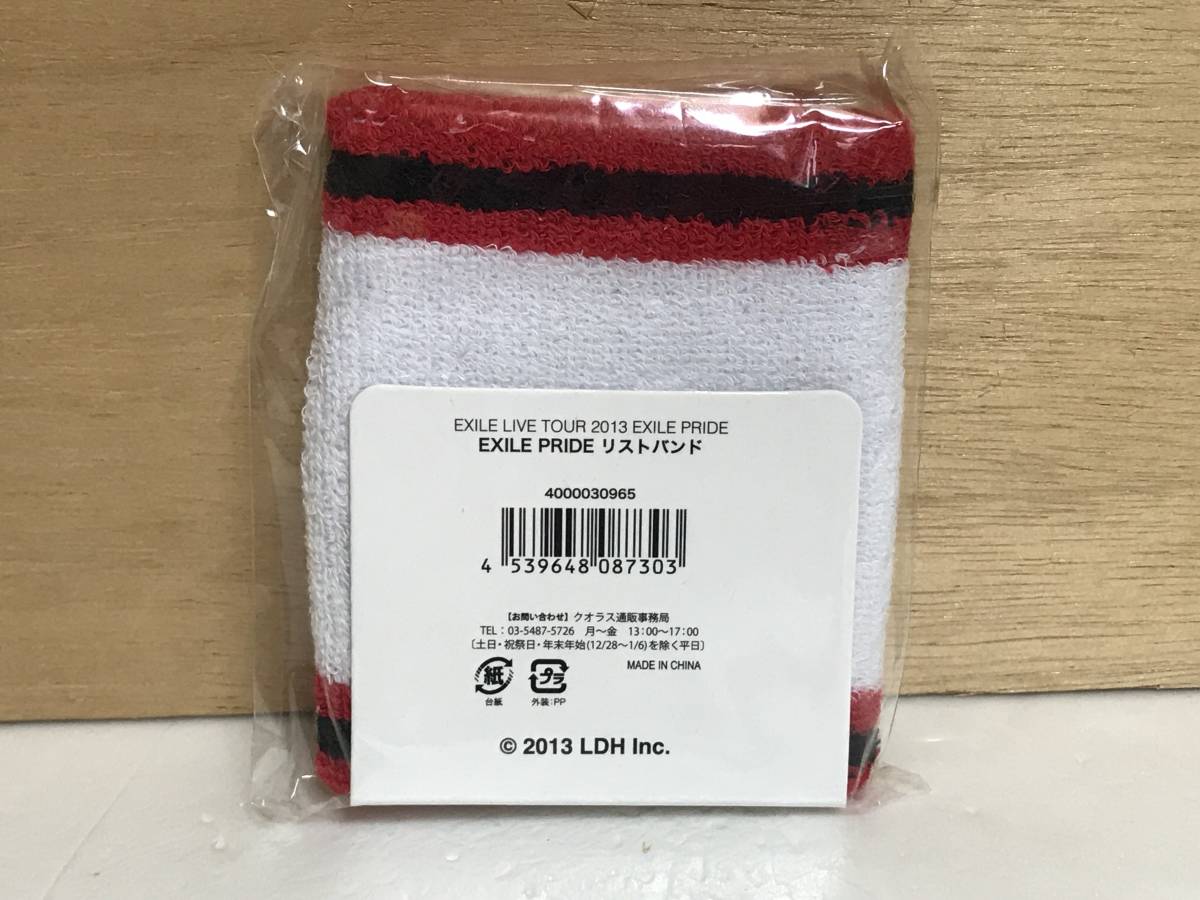 EXILE LIVE TOUR 2013 EXILE PRIDE
EXILE PRIDE リストバンド
4000030965
4 539648 087303
【お問い合わせ】クオラス通販事務局
TEL：03-5487-5726 月～金 13：00～17：00
〔土日・祝祭日・年末年始(12/28～1/6)を除く平日〕
紙 プラ MADE IN CHINA
台紙 外装：PP
© 2013 LDH Inc.